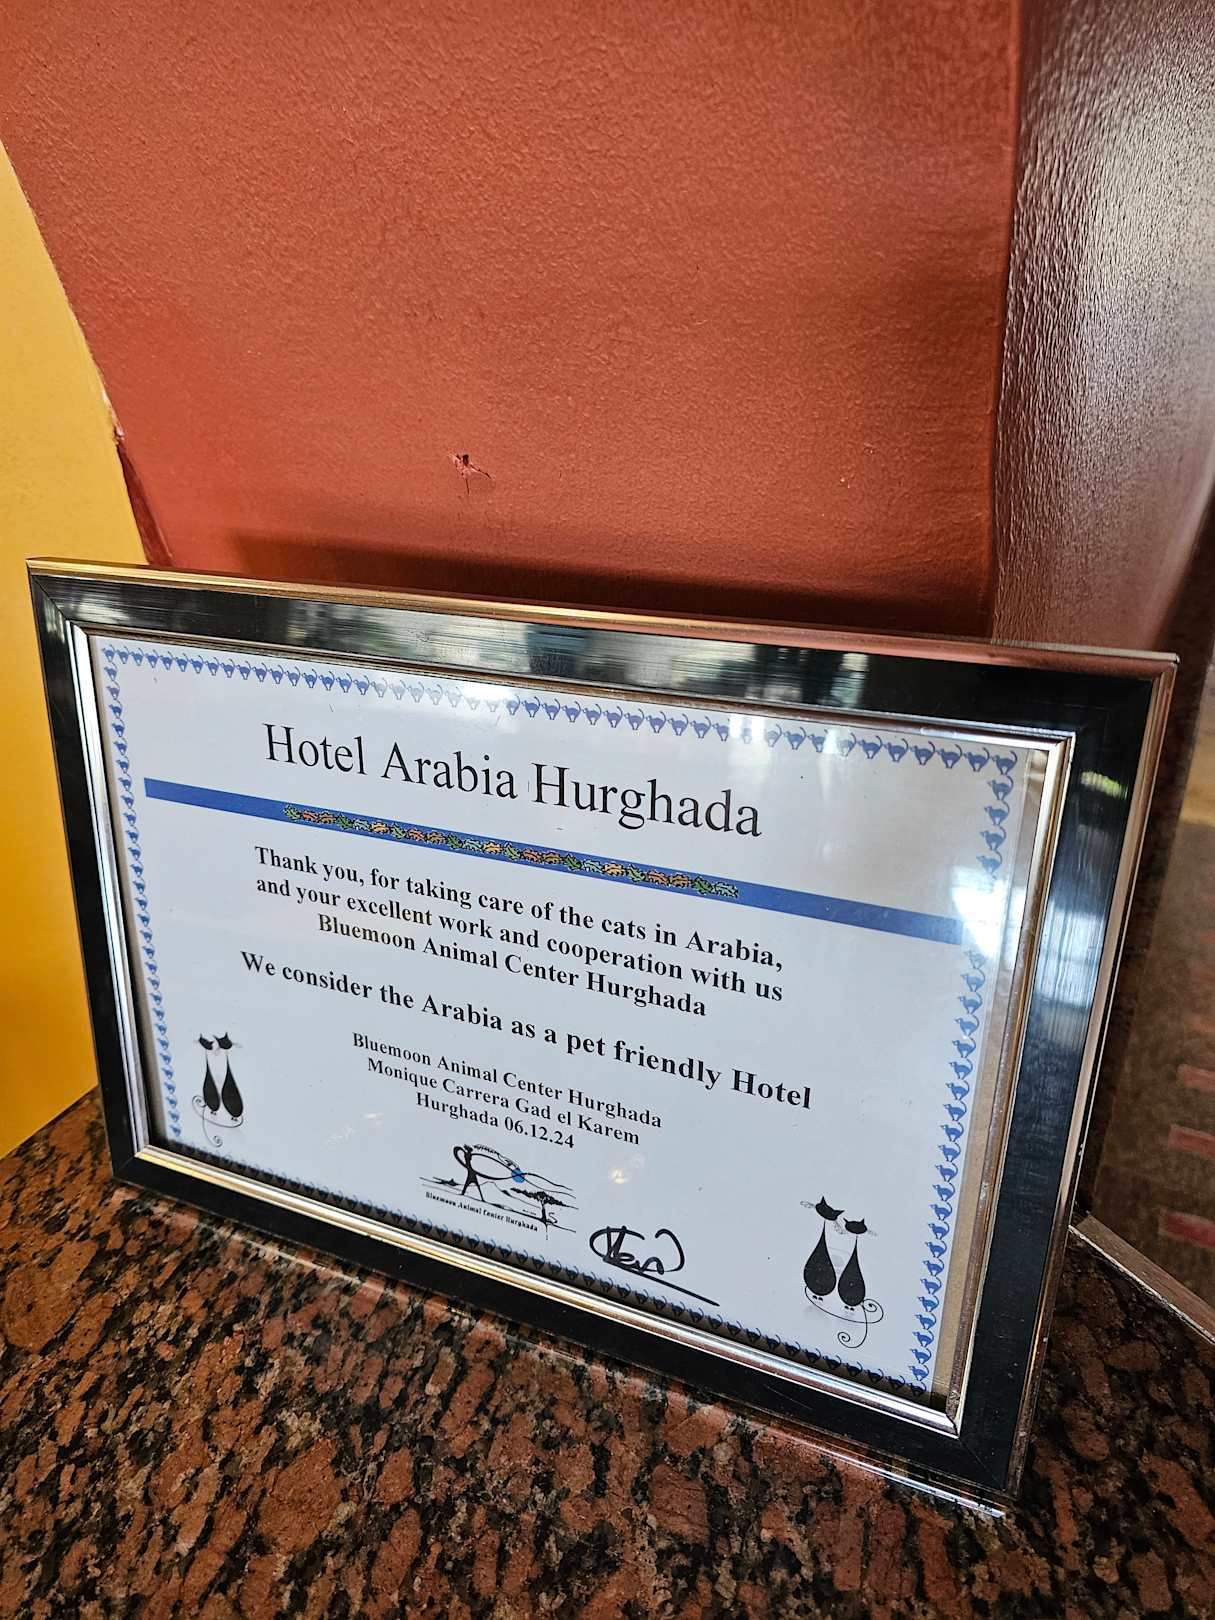 Hotel Arabia Hurghada
Thank you, for taking care of the cats in Arabia,
and your excellent work and cooperation with us
Bluemoon Animal Center Hurghada
We consider the Arabia as a pet friendly Hotel
Bluemoon Animal Center Hurghada
Monique Carrera Gad el Karem
Hurghada 06.12.24
Bluemoon Animal Center Hurghada